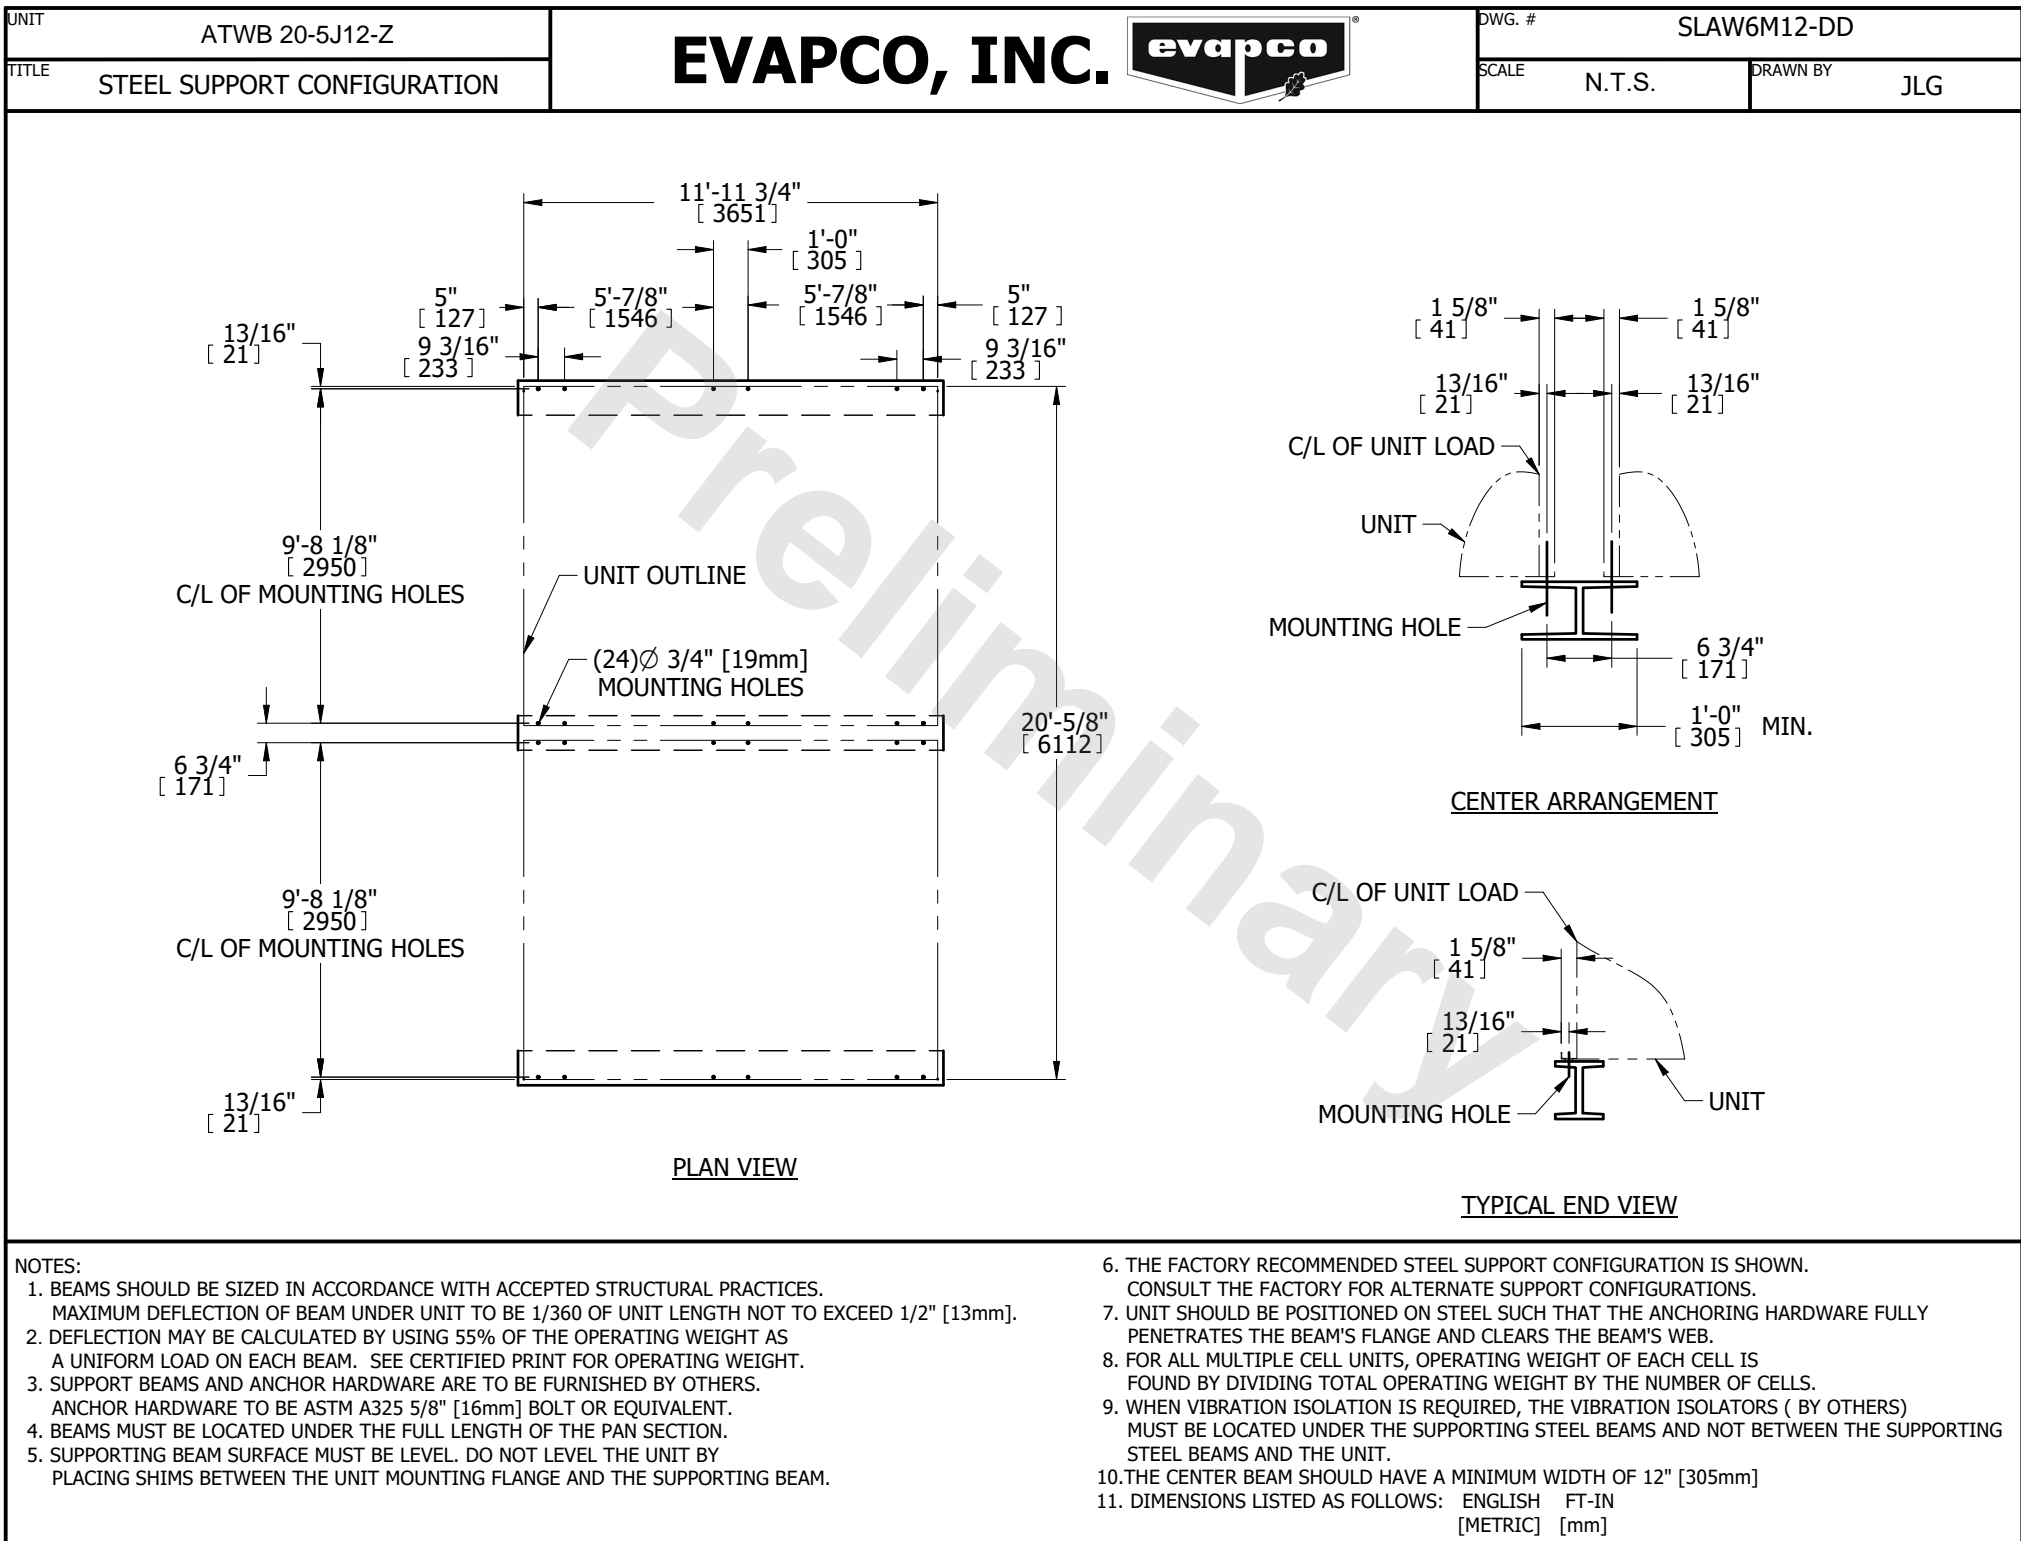 UNIT
ATWB 20-5J12-Z
TITLE
STEEL SUPPORT CONFIGURATION
EVAPCO, INC.
evapco
®
DWG. #
SLAW6M12-DD
SCALE
N.T.S.
DRAWN BY
JLG
11'-11 3/4"
[ 3651]
1'-0"
[ 305 ]
5"
[ 127]
5'-7/8"
[ 1546 ]
5'-7/8"
[ 1546 ]
5"
[ 127 ]
13/16"
[ 21]
9 3/16"
[ 233 ]
9 3/16"
[ 233 ]
9'-8 1/8"
[ 2950]
C/L OF MOUNTING HOLES
UNIT OUTLINE
(24)Ø 3/4" [19mm]
MOUNTING HOLES
20'-5/8"
[ 6112]
6 3/4"
[ 171]
9'-8 1/8"
[ 2950]
C/L OF MOUNTING HOLES
13/16"
[ 21]
PLAN VIEW
1 5/8"
[ 41]
1 5/8"
[ 41]
13/16"
[ 21]
13/16"
[ 21]
C/L OF UNIT LOAD
UNIT
MOUNTING HOLE
6 3/4"
[ 171]
1'-0"
[ 305]
MIN.
CENTER ARRANGEMENT
C/L OF UNIT LOAD
1 5/8"
[ 41]
13/16"
[ 21]
MOUNTING HOLE
UNIT
TYPICAL END VIEW
Preliminary
NOTES:
1. BEAMS SHOULD BE SIZED IN ACCORDANCE WITH ACCEPTED STRUCTURAL PRACTICES.
MAXIMUM DEFLECTION OF BEAM UNDER UNIT TO BE 1/360 OF UNIT LENGTH NOT TO EXCEED 1/2" [13mm].
2. DEFLECTION MAY BE CALCULATED BY USING 55% OF THE OPERATING WEIGHT AS
A UNIFORM LOAD ON EACH BEAM. SEE CERTIFIED PRINT FOR OPERATING WEIGHT.
3. SUPPORT BEAMS AND ANCHOR HARDWARE ARE TO BE FURNISHED BY OTHERS.
ANCHOR HARDWARE TO BE ASTM A325 5/8" [16mm] BOLT OR EQUIVALENT.
4. BEAMS MUST BE LOCATED UNDER THE FULL LENGTH OF THE PAN SECTION.
5. SUPPORTING BEAM SURFACE MUST BE LEVEL. DO NOT LEVEL THE UNIT BY
PLACING SHIMS BETWEEN THE UNIT MOUNTING FLANGE AND THE SUPPORTING BEAM.
6. THE FACTORY RECOMMENDED STEEL SUPPORT CONFIGURATION IS SHOWN.
CONSULT THE FACTORY FOR ALTERNATE SUPPORT CONFIGURATIONS.
7. UNIT SHOULD BE POSITIONED ON STEEL SUCH THAT THE ANCHORING HARDWARE FULLY
PENETRATES THE BEAM'S FLANGE AND CLEARS THE BEAM'S WEB.
8. FOR ALL MULTIPLE CELL UNITS, OPERATING WEIGHT OF EACH CELL IS
FOUND BY DIVIDING TOTAL OPERATING WEIGHT BY THE NUMBER OF CELLS.
9. WHEN VIBRATION ISOLATION IS REQUIRED, THE VIBRATION ISOLATORS ( BY OTHERS)
MUST BE LOCATED UNDER THE SUPPORTING STEEL BEAMS AND NOT BETWEEN THE SUPPORTING
STEEL BEAMS AND THE UNIT.
10.THE CENTER BEAM SHOULD HAVE A MINIMUM WIDTH OF 12" [305mm]
11. DIMENSIONS LISTED AS FOLLOWS: ENGLISH FT-IN
[METRIC] [mm]